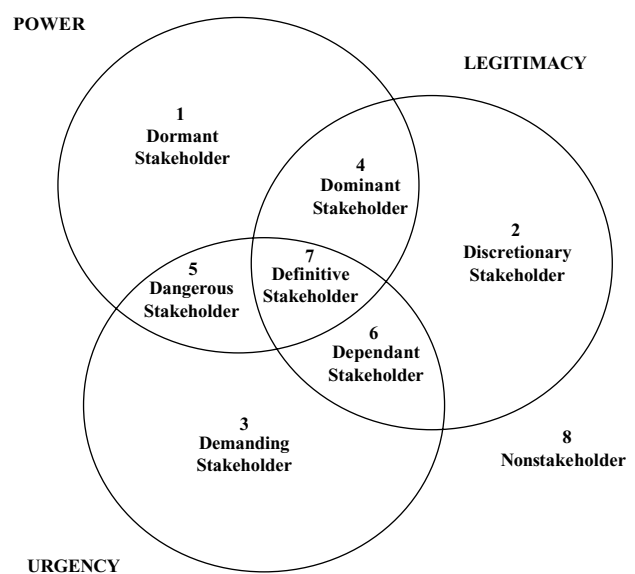 POWER
LEGITIMACY
1
Dormant
Stakeholder
4
Dominant
Stakeholder
2
Discretionary
Stakeholder
5
Dangerous
Stakeholder
7
Definitive
Stakeholder
6
Dependant
Stakeholder
3
Demanding
Stakeholder
8
Nonstakeholder
URGENCY